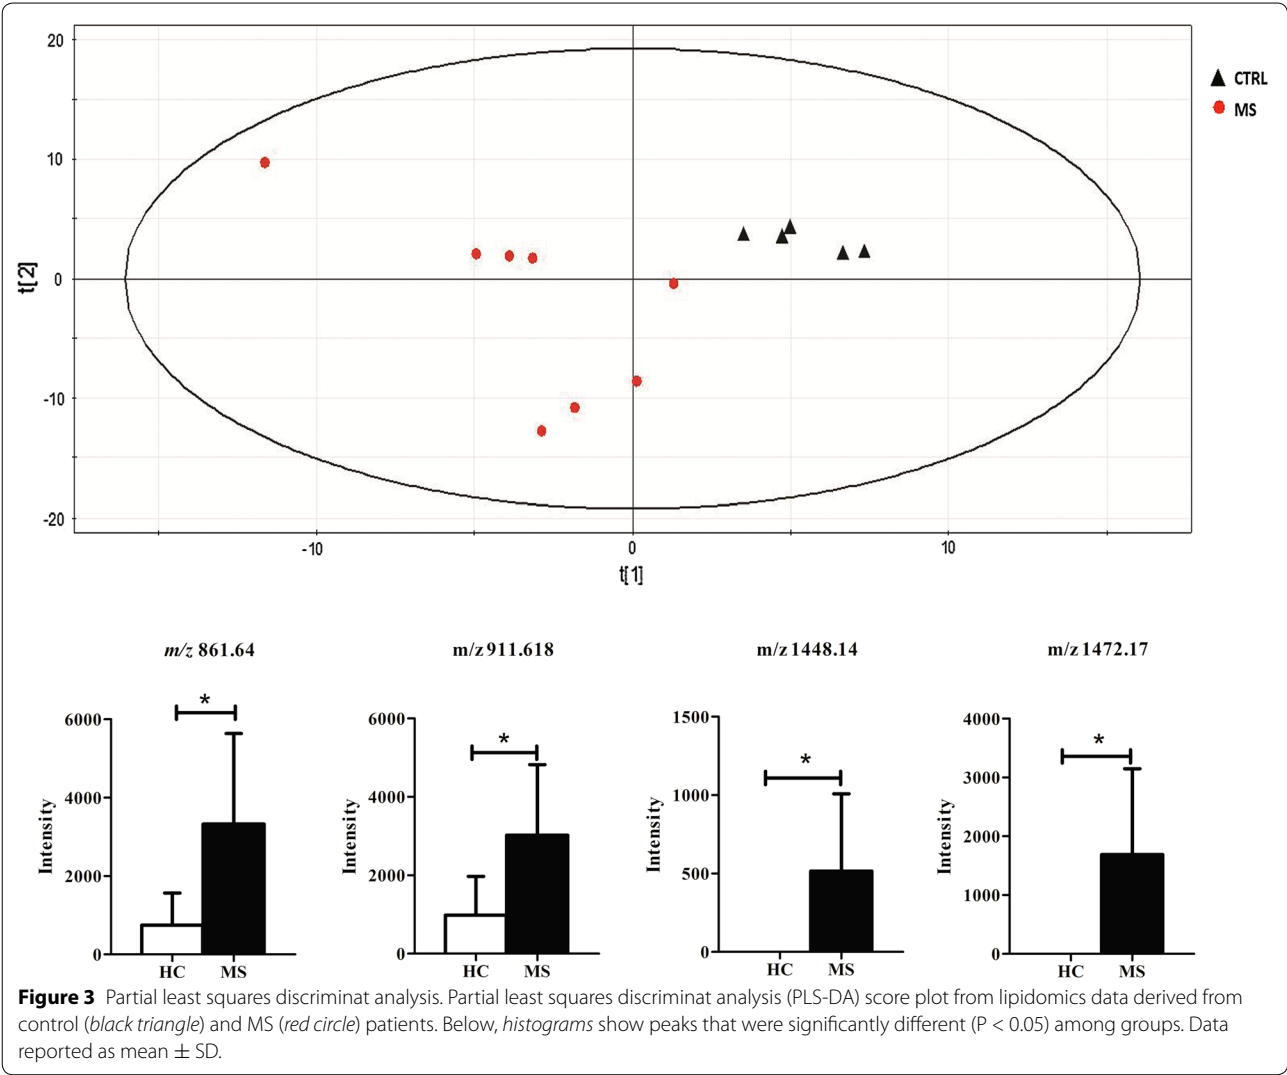 20
10
0
-10
-20
t[2]
-10
0
10
t[1]
CTRL
MS
m/z 861.64
*
6000
4000
2000
0
Intensity
HC
MS
m/z 911.618
*
6000
4000
2000
0
Intensity
HC
MS
m/z 1448.14
*
1500
1000
500
0
Intensity
HC
MS
m/z 1472.17
*
4000
3000
2000
1000
0
Intensity
HC
MS
Figure 3 Partial least squares discriminat analysis. Partial least squares discriminat analysis (PLS-DA) score plot from lipidomics data derived from
control (black triangle) and MS (red circle) patients. Below, histograms show peaks that were significantly different (P < 0.05) among groups. Data
reported as mean ± SD.